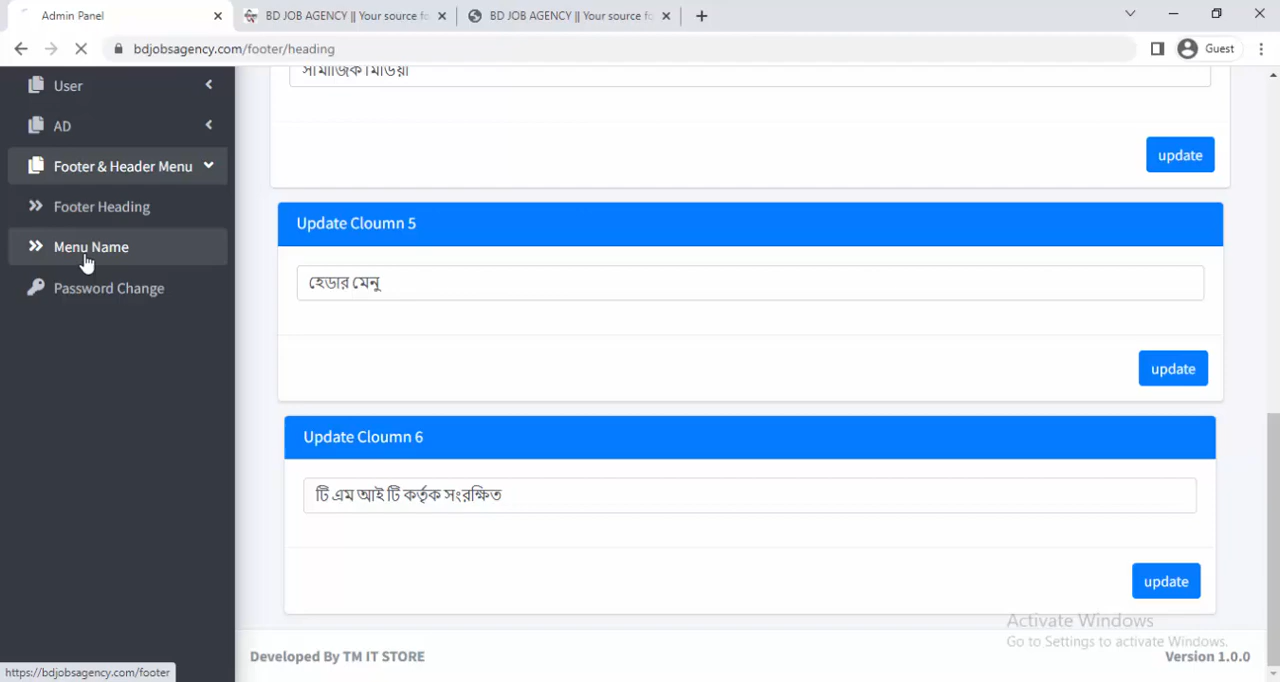 Admin Panel
BD JOB AGENCY || Your source fo
BD JOB AGENCY || Your source fo
bdjobsagency.com/footer/heading
Guest
User
AD
Footer & Header Menu
Footer Heading
Menu Name
Password Change
সামাজিক মিডিয়া
update
Update Cloumn 5
হেডার মেনু
update
Update Cloumn 6
টি এম আই টি কর্তৃক সংরক্ষিত
update
Activate Windows
Go to Settings to activate Windows.
Developed By TM IT STORE
Version 1.0.0
https://bdjobsagency.com/footer